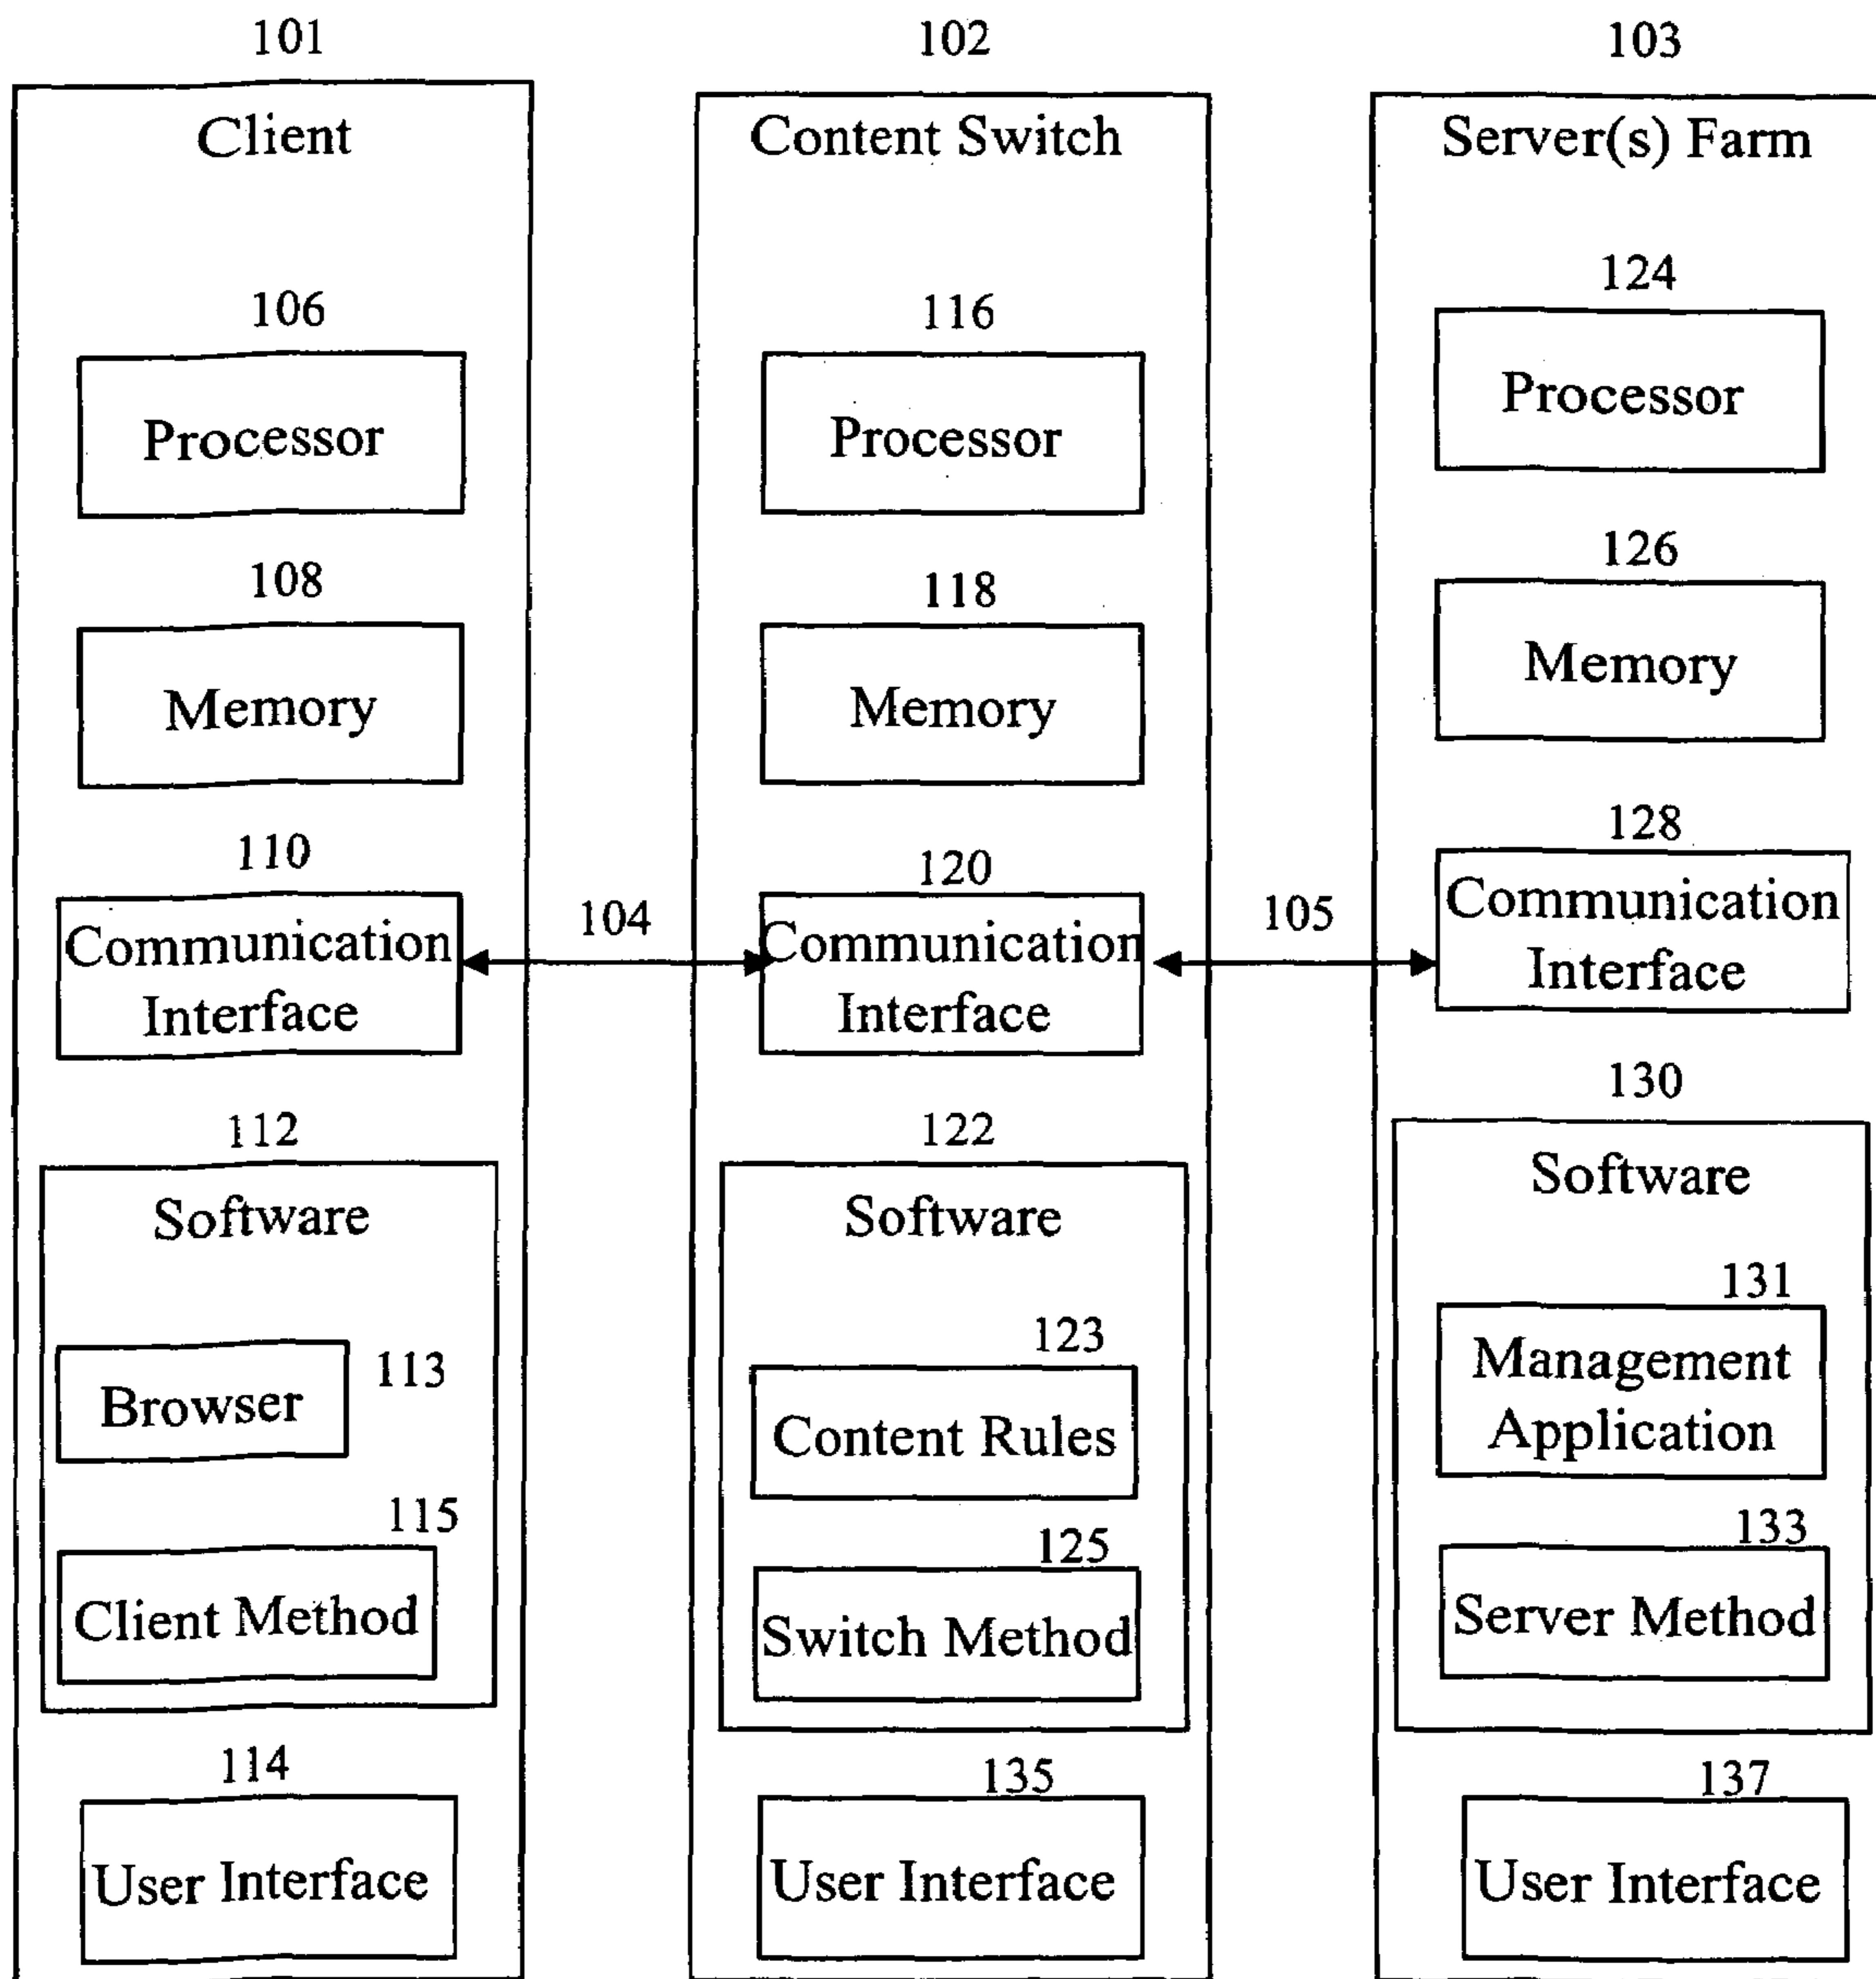 101
Client
106
Processor
108
Memory
110
Communication
Interface
104
112
Software
Browser
113
115
Client Method
114
User Interface
102
Content Switch
116
Processor
118
Memory
120
Communication
Interface
105
122
Software
123
Content Rules
125
Switch Method
135
User Interface
103
Server(s) Farm
124
Processor
126
Memory
128
Communication
Interface
130
Software
131
Management
Application
133
Server Method
137
User Interface